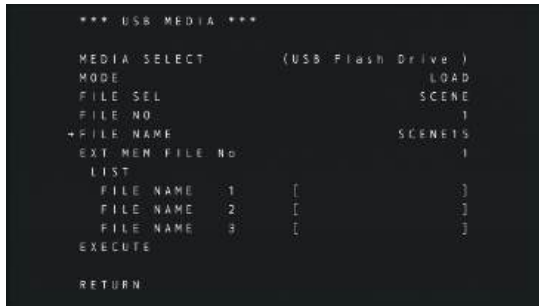 *** USB MEDIA ***
MEDIA SELECT (USB Flash Drive )
MODE LOAD
FILE SEL SCENE
FILE NO. 1
→FILE NAME SCENE15
EXT MEM FILE No 1
LIST
FILE NAME 1 [ ]
FILE NAME 2 [ ]
FILE NAME 3 [ ]
EXECUTE
RETURN